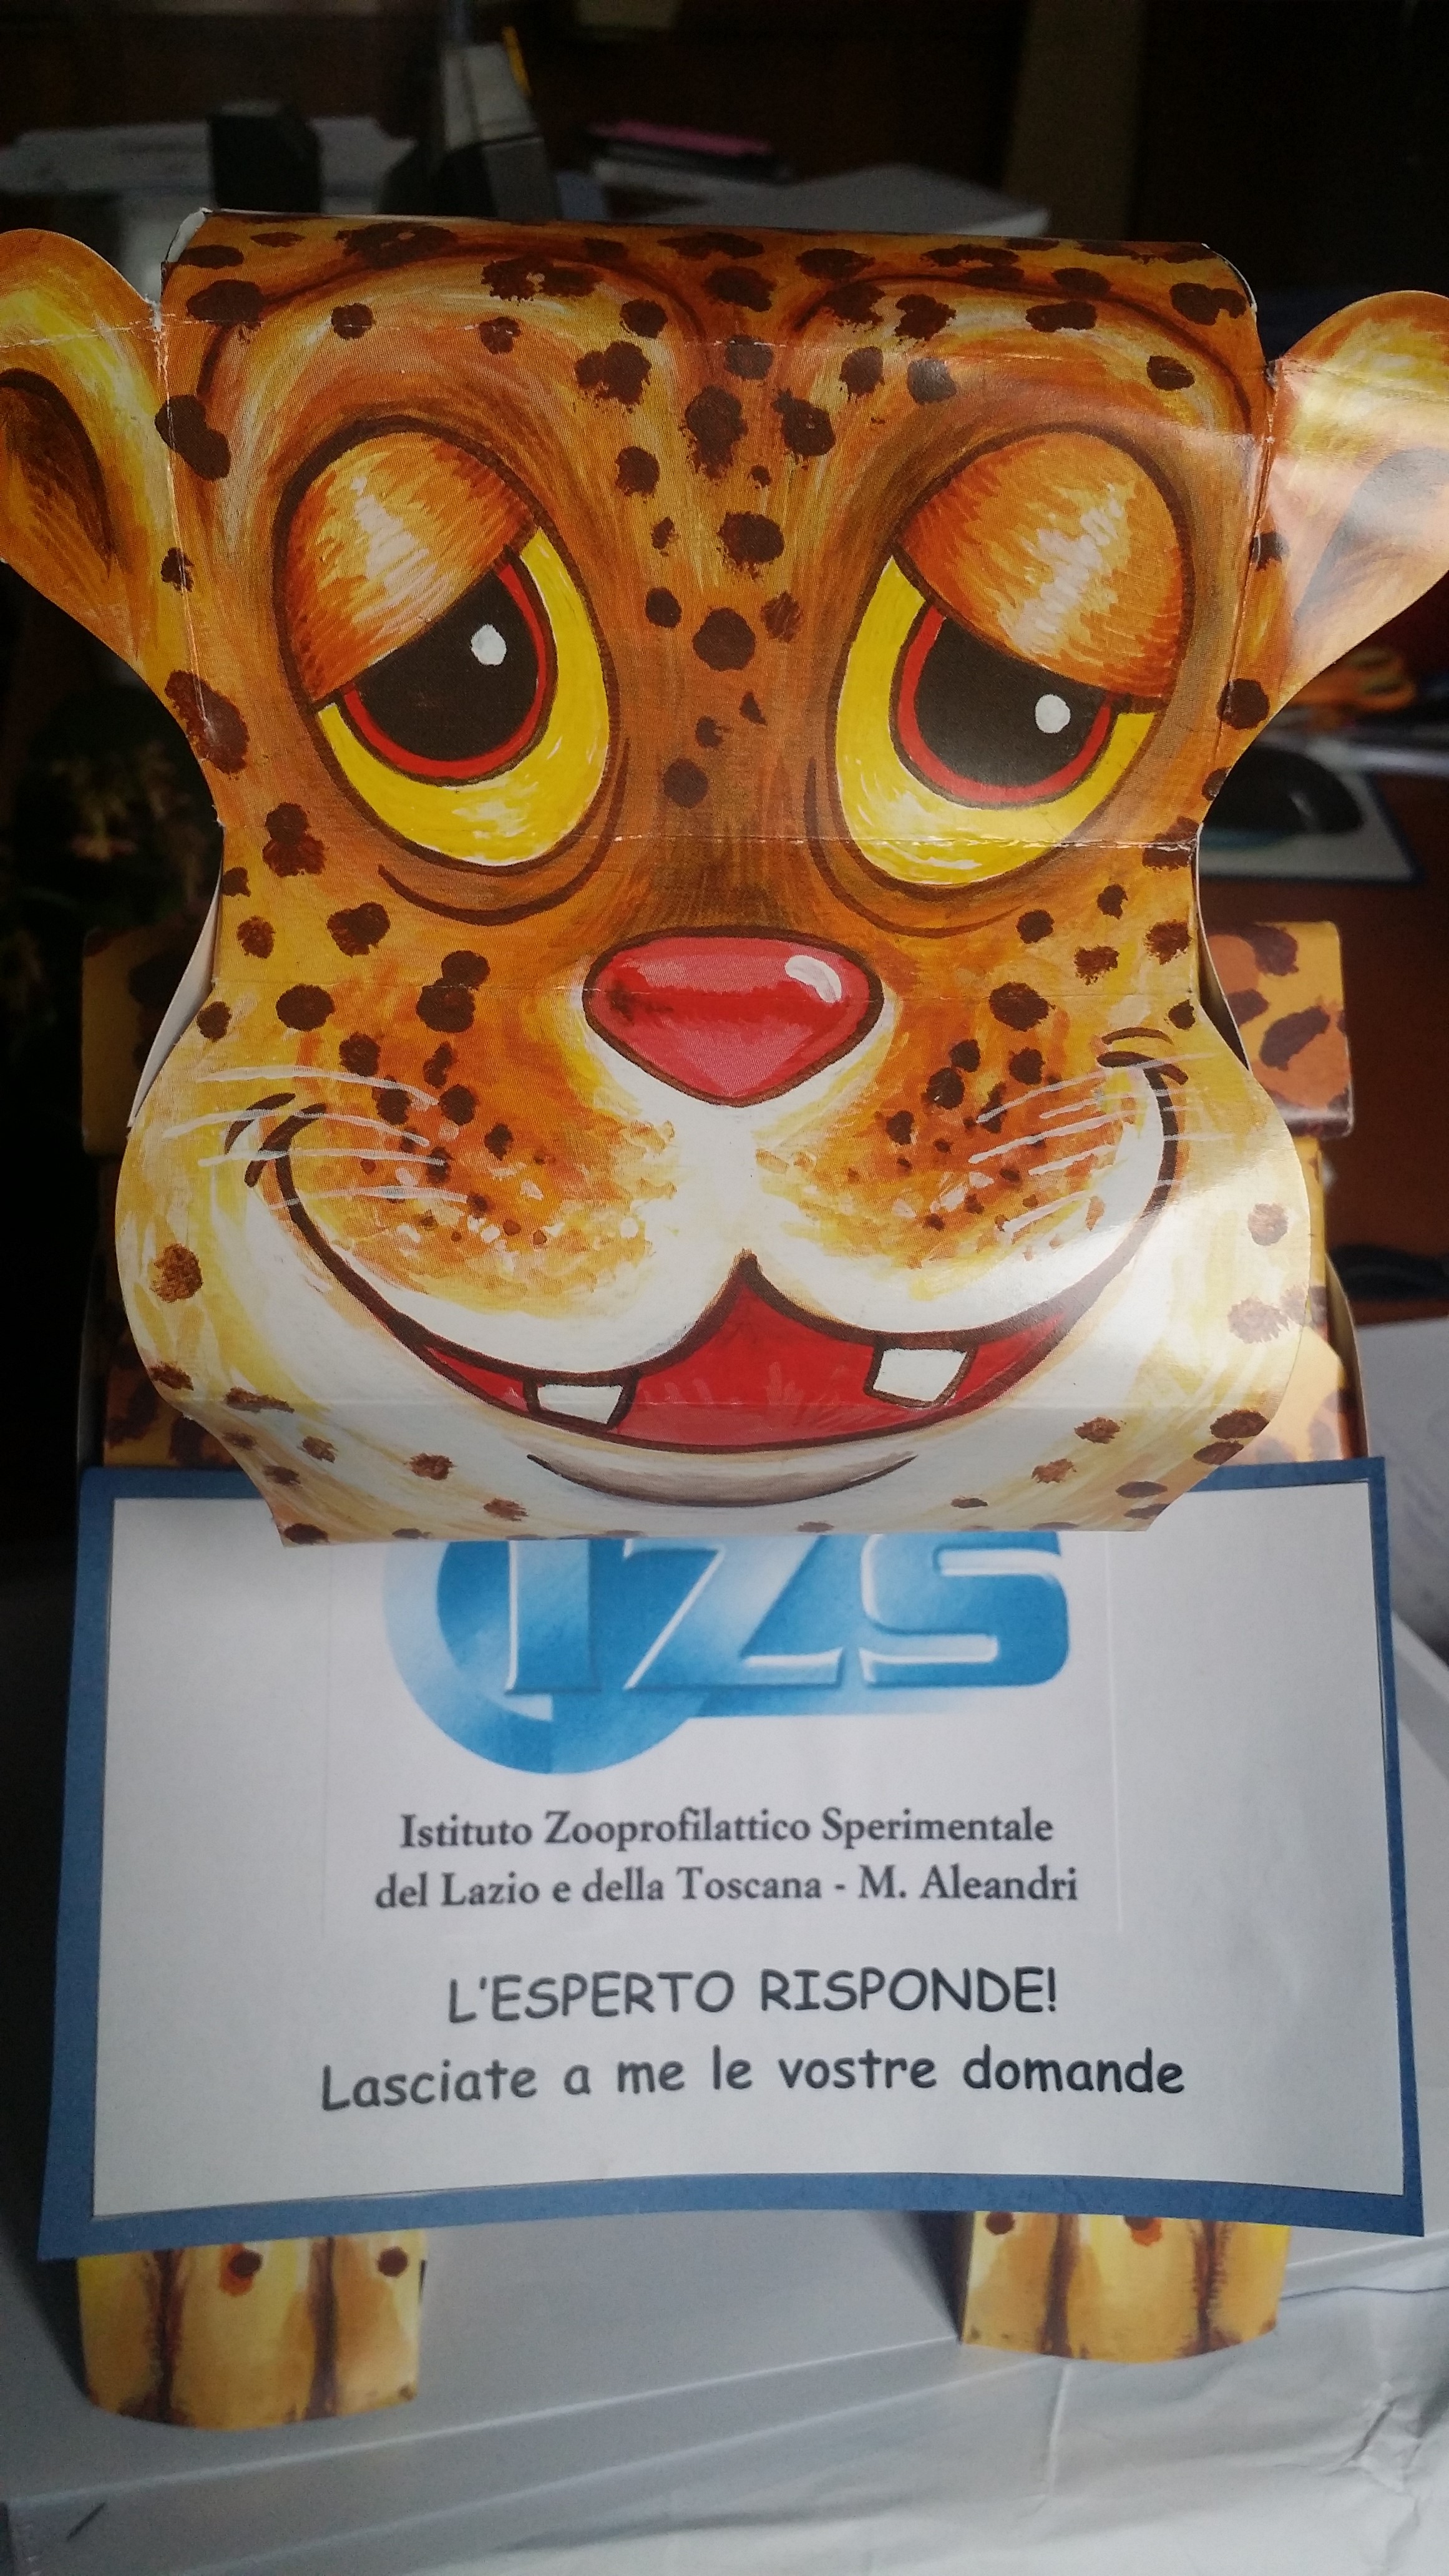 IZS
Istituto Zooprofilattico Sperimentale
del Lazio e della Toscana - M. Aleandri
L'ESPERTO RISPONDE!
Lasciate a me le vostre domande